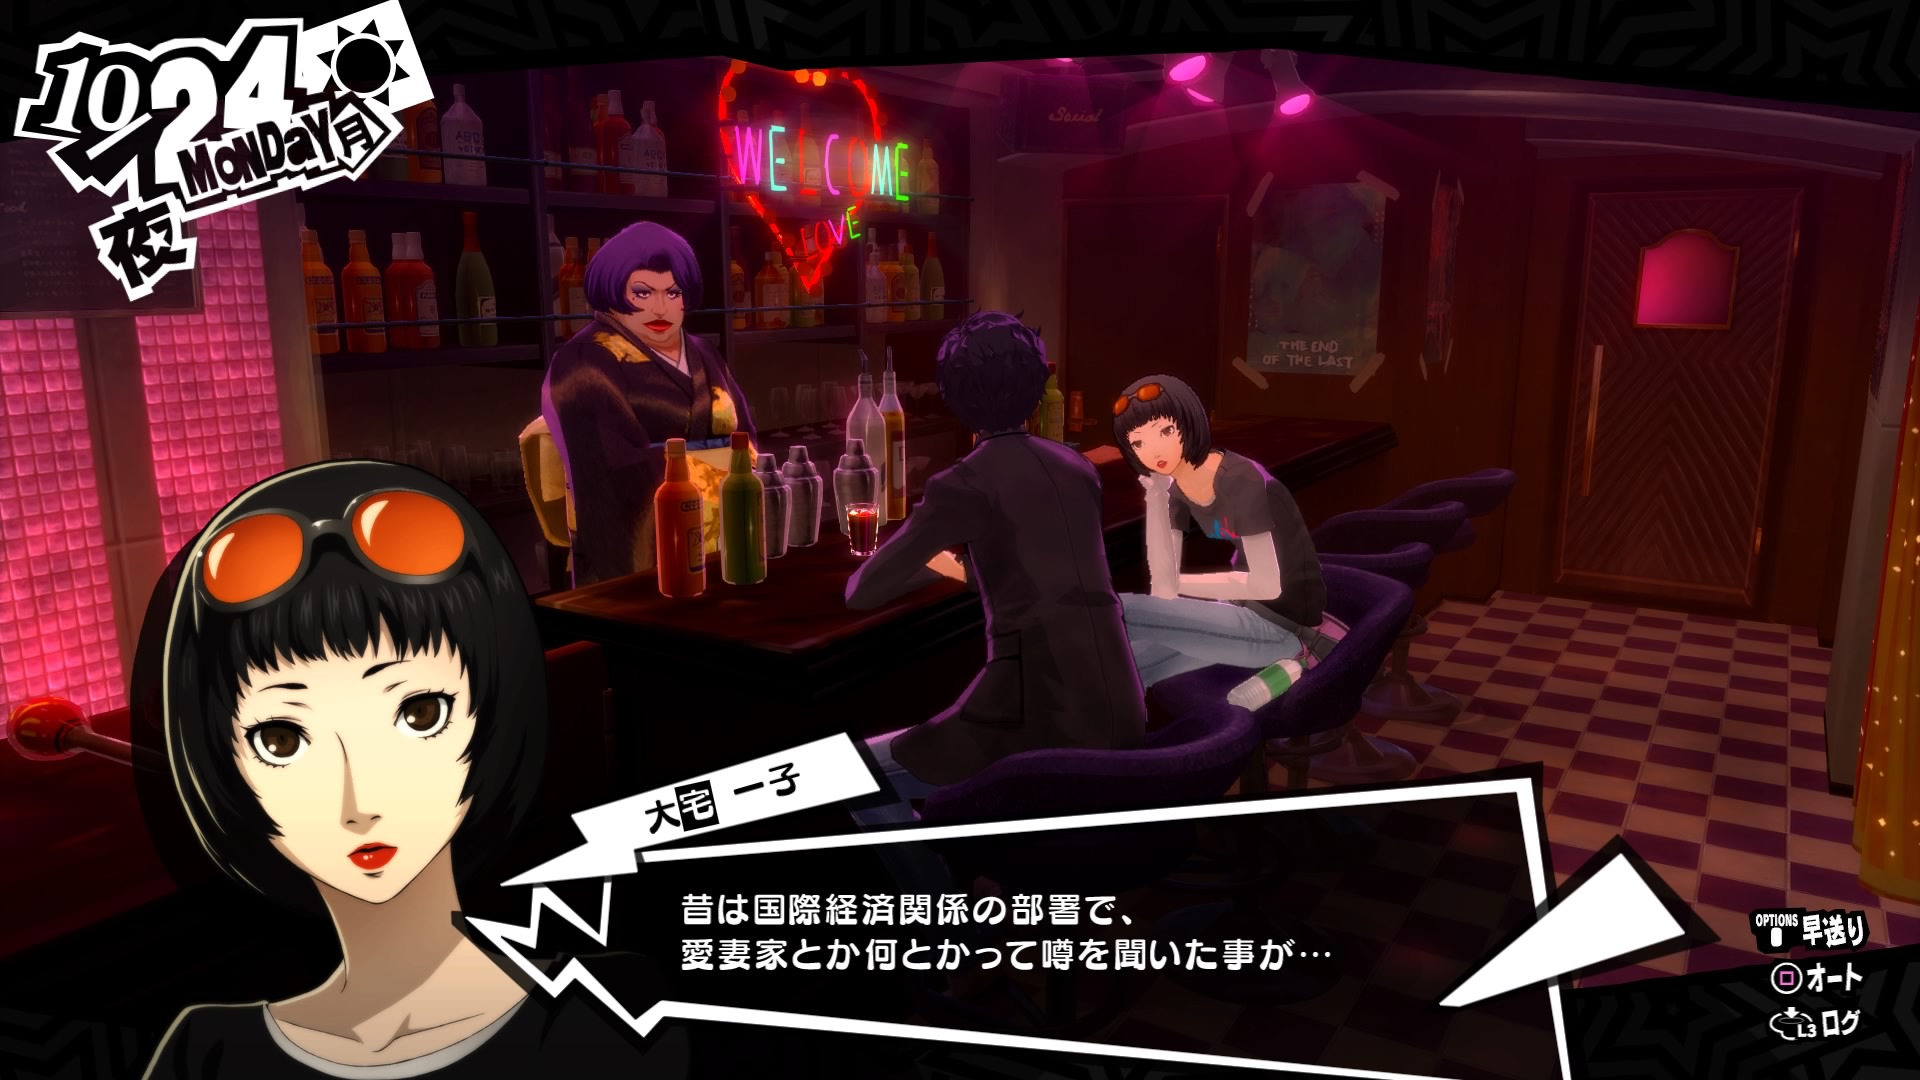 10/24
MONDAY 月
夜
WELCOME
LOVE
THE END
OF THE LAST
大宅 一子
昔は国際経済関係の部署で、
愛妻家とか何とかって噂を聞いた事が…
OPTIONS 早送り
オート
L3 ログ